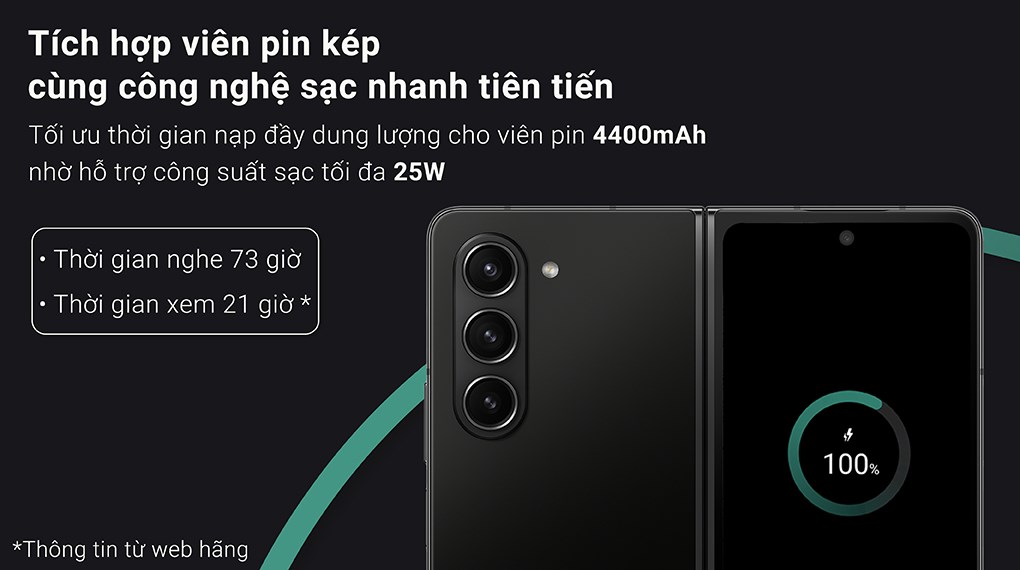 Tích hợp viên pin kép
cùng công nghệ sạc nhanh tiên tiến
Tối ưu thời gian nạp đầy dung lượng cho viên pin 4400mAh
nhờ hỗ trợ công suất sạc tối đa 25W
• Thời gian nghe 73 giờ
• Thời gian xem 21 giờ *
100%
*Thông tin từ web hãng